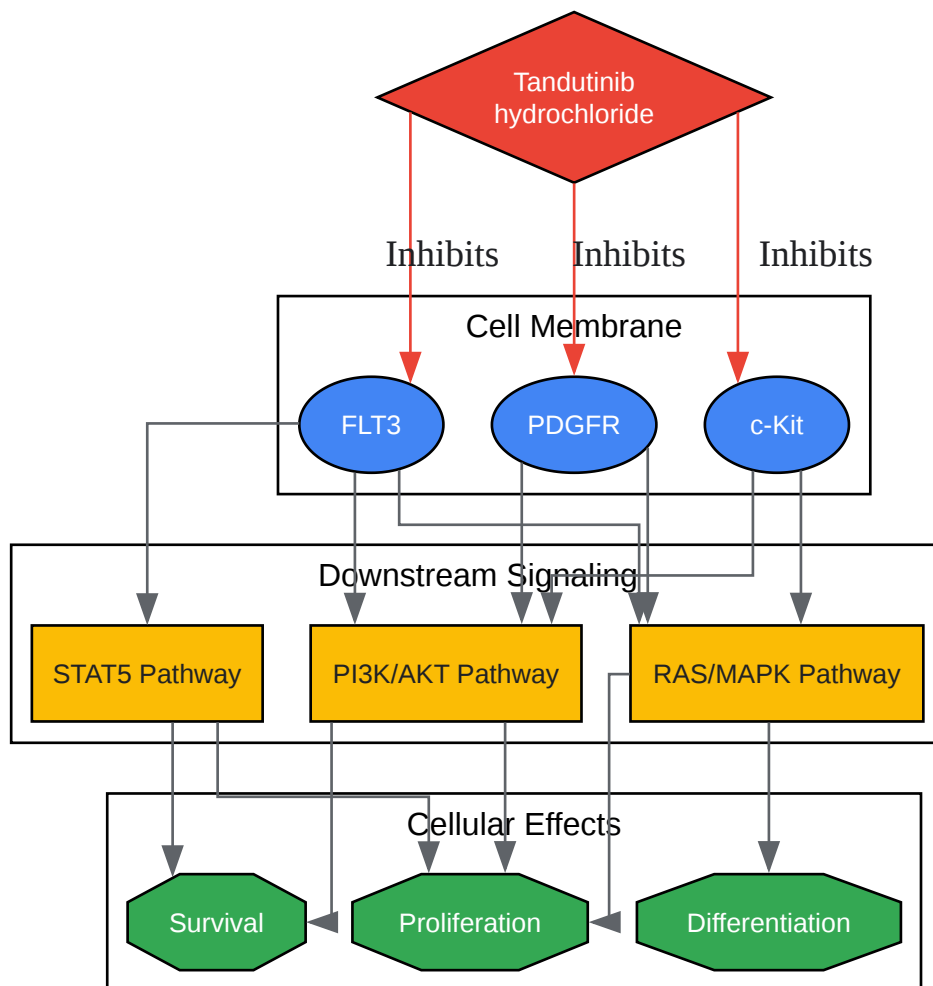 Tandutinib
hydrochloride
Inhibits Inhibits Inhibits
Cell Membrane
FLT3 PDGFR c-Kit
Downstream Signaling
STAT5 Pathway PI3K/AKT Pathway RAS/MAPK Pathway
Cellular Effects
Survival Proliferation Differentiation